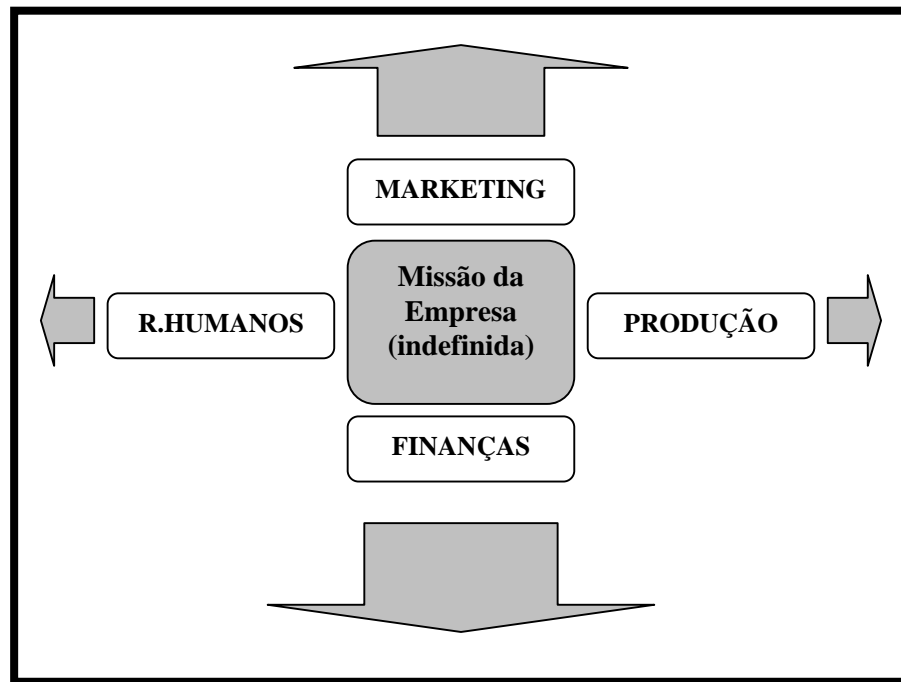 MARKETING
Missão da
Empresa
(indefinida)
R.HUMANOS
PRODUÇÃO
FINANÇAS